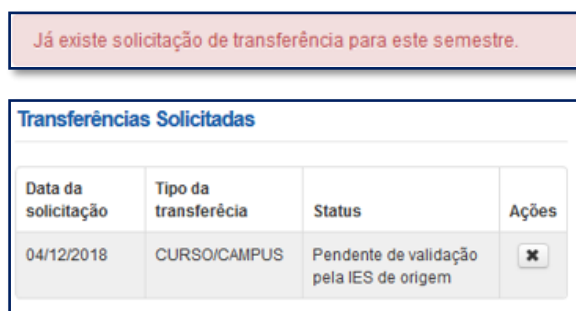 Já existe solicitação de transferência para este semestre.
Transferências Solicitadas
Data da solicitação
Tipo da transferêcia
Status
Ações
04/12/2018
CURSO/CAMPUS
Pendente de validação
pela IES de origem